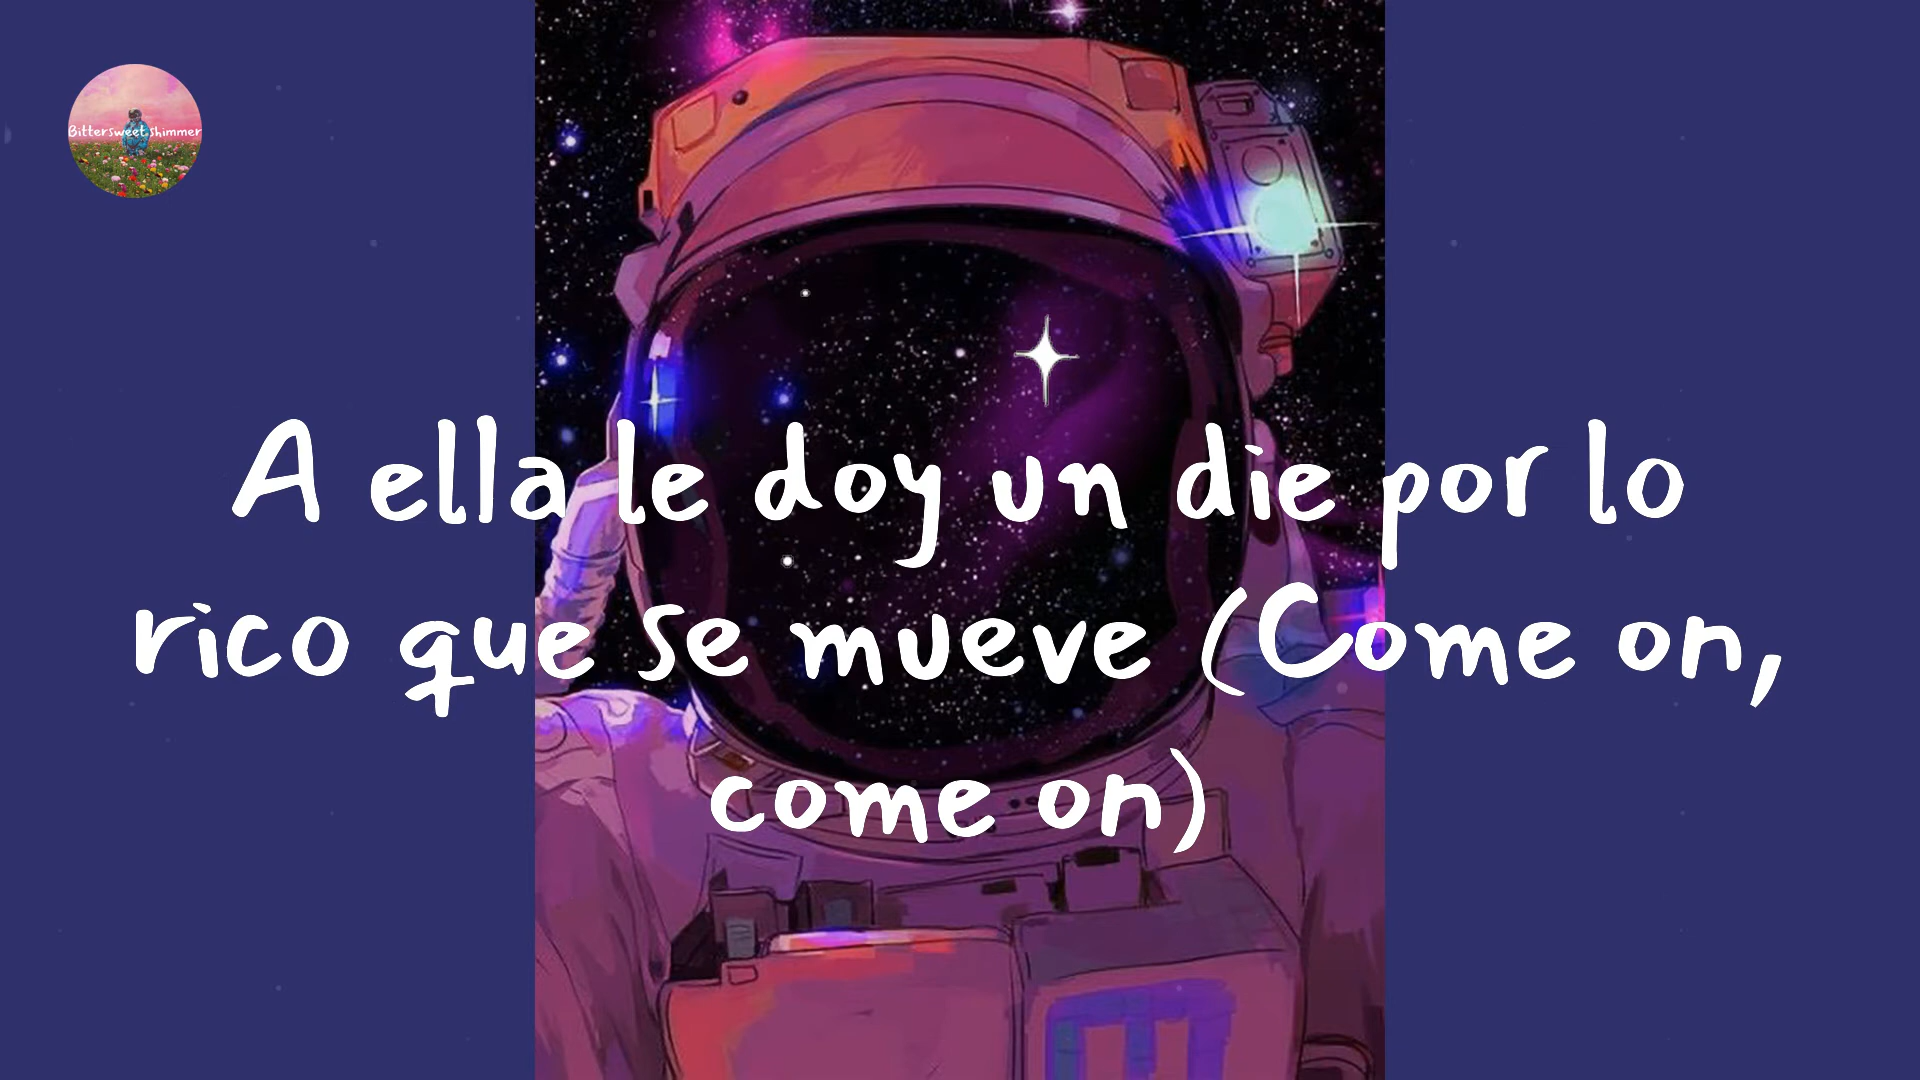 Bittersweet shimmer
A ella le doy un die por lo
rico que se mueve (Come on,
come on)